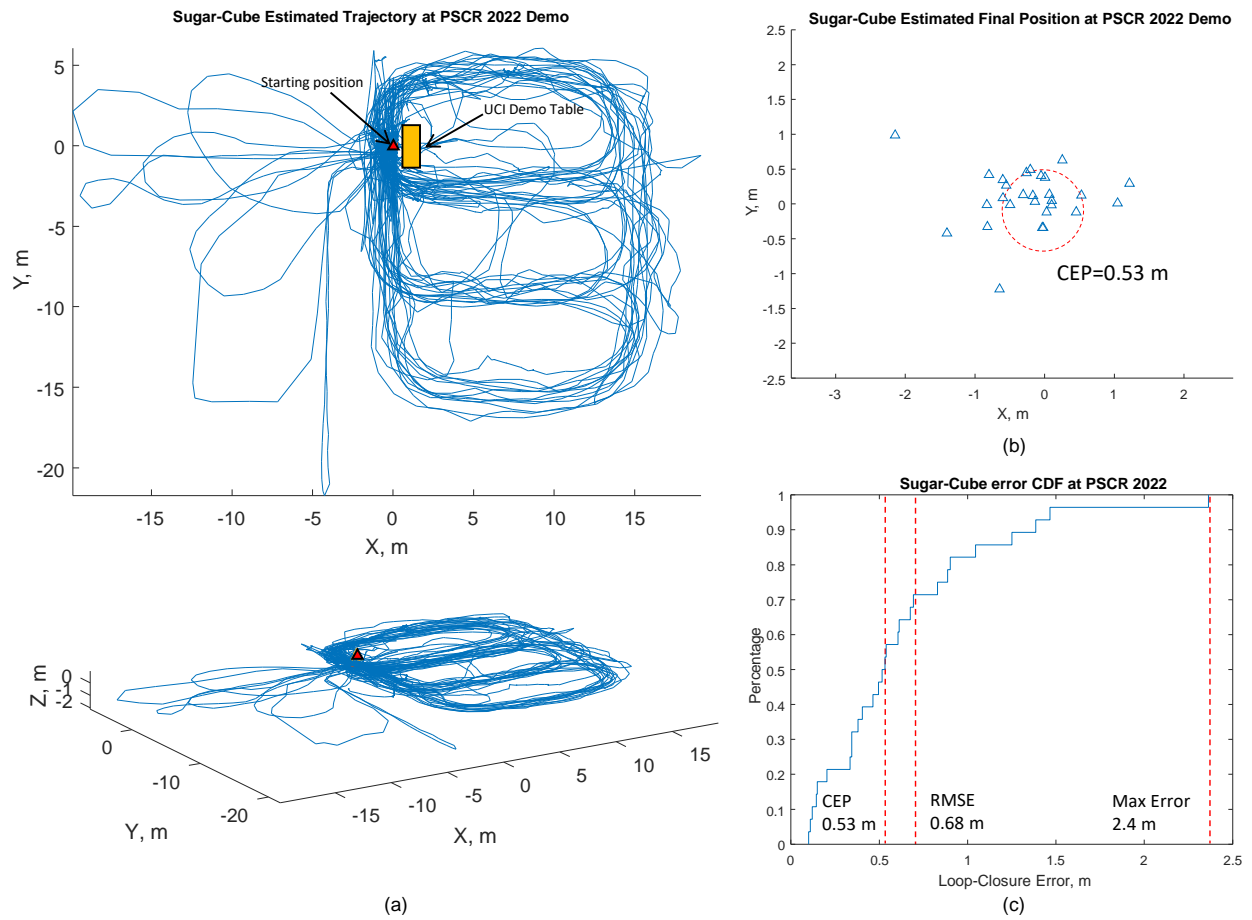 Sugar-Cube Estimated Trajectory at PSCR 2022 Demo
5
0
-5
-10
-15
-20
Y, m
Starting position
UCI Demo Table
-15
-10
-5
0
5
10
15
X, m
0
-1
-2
Z, m
0
-10
-20
Y, m
-15
-10
-5
0
5
10
15
X, m
(a)
Sugar-Cube Estimated Final Position at PSCR 2022 Demo
2.5
2
1.5
1
0.5
0
-0.5
-1
-1.5
-2
-2.5
Y, m
CEP=0.53 m
-3
-2
-1
0
1
2
X, m
(b)
Sugar-Cube error CDF at PSCR 2022
1
0.9
0.8
0.7
0.6
0.5
0.4
0.3
0.2
0.1
0
Percentage
CEP
0.53 m
RMSE
0.68 m
Max Error
2.4 m
0
0.5
1
1.5
2
2.5
Loop-Closure Error, m
(c)